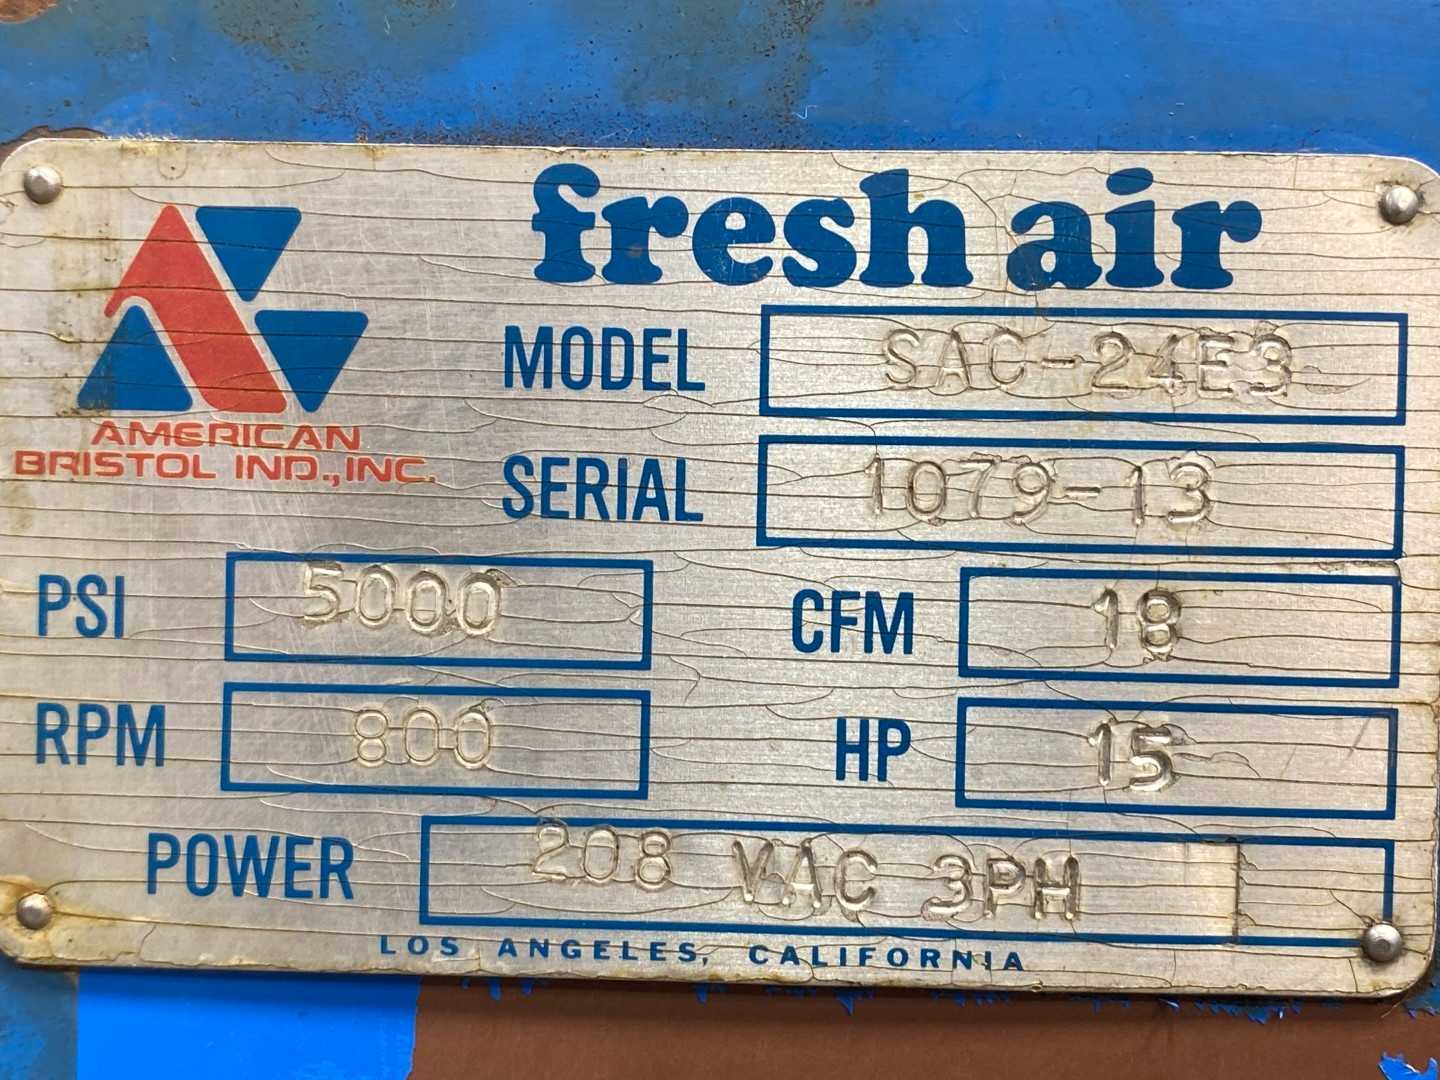 fresh air
AMERICAN
BRISTOL IND., INC.
MODEL SAC-24E3
SERIAL 1079-13
PSI 5000 CFM 18
RPM 800 HP 15
POWER 208 VAC 3PH
LOS ANGELES, CALIFORNIA